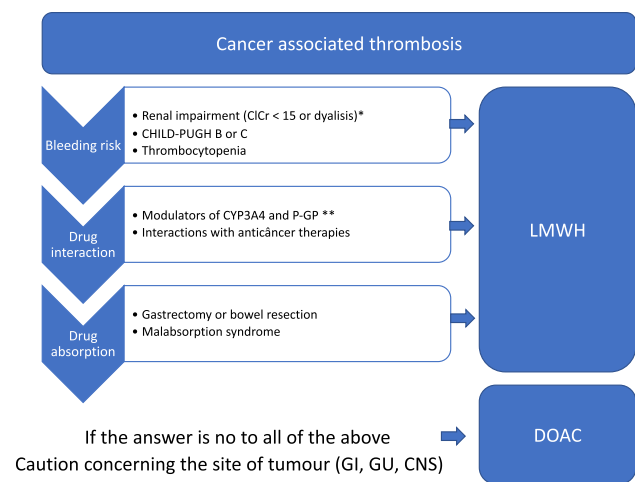 Cancer associated thrombosis
Bleeding risk
• Renal impairment (ClCr < 15 or dyalisis)*
• CHILD-PUGH B or C
• Thrombocytopenia
Drug
interaction
• Modulators of CYP3A4 and P-GP **
• Interactions with anticâncer therapies
Drug
absorption
• Gastrectomy or bowel resection
• Malabsorption syndrome
LMWH
If the answer is no to all of the above
Caution concerning the site of tumour (GI, GU, CNS)
DOAC